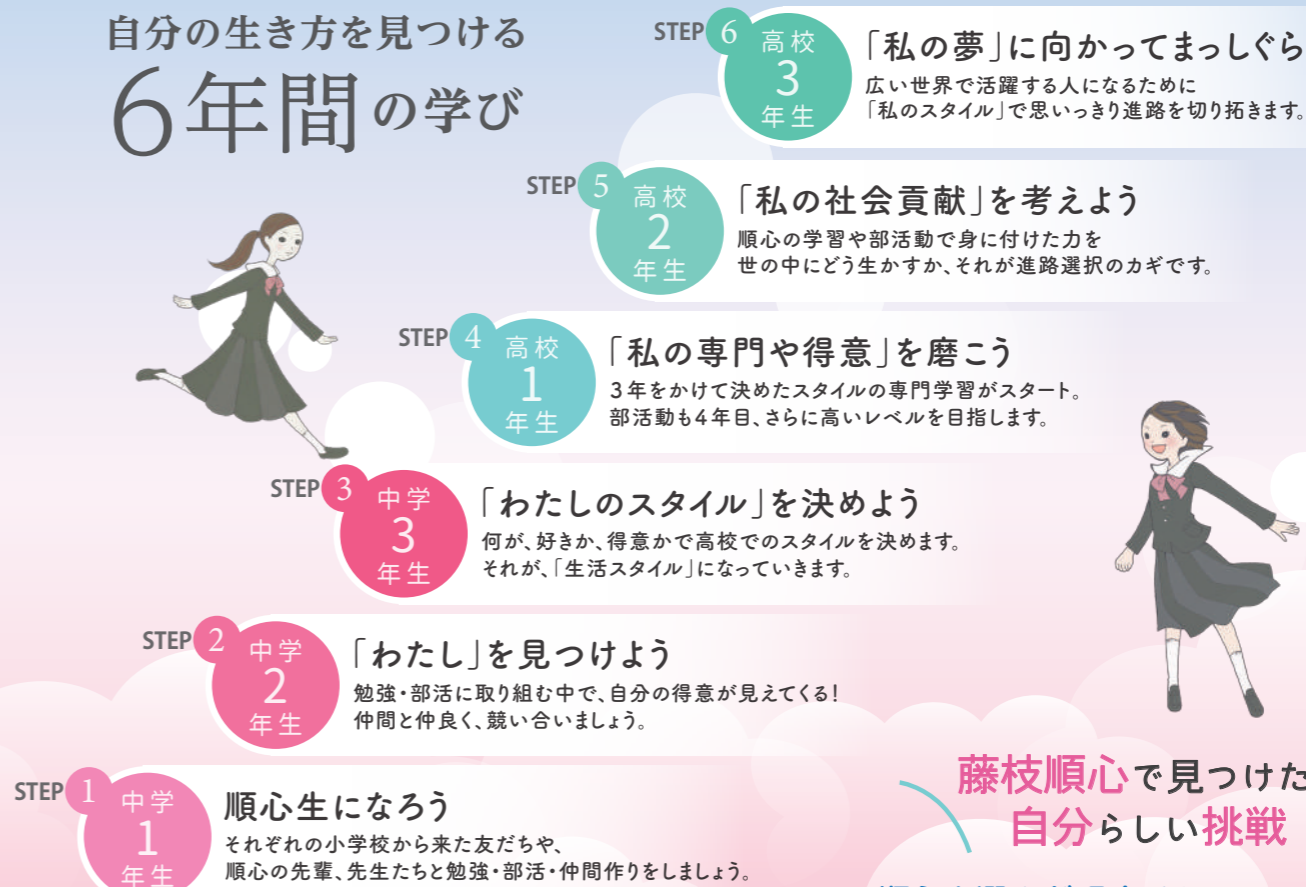 自分の生き方を見つける
6年間の学び
STEP 6
高校
3
年生
「私の夢」に向かってまっしぐら
広い世界で活躍する人になるために
「私のスタイル」で思いっきり進路を切り拓きます。
STEP 5
高校
2
年生
「私の社会貢献」を考えよう
順心の学習や部活動で身に付けた力を
世の中にどう生かすか、それが進路選択のカギです。
STEP 4
高校
1
年生
「私の専門や得意」を磨こう
3年をかけて決めたスタイルの専門学習がスタート。
部活動も4年目、さらに高いレベルを目指します。
STEP 3
中学
3
年生
「わたしのスタイル」を決めよう
何が、好きか、得意かで高校でのスタイルを決めます。
それが、「生活スタイル」になっていきます。
STEP 2
中学
2
年生
「わたし」を見つけよう
勉強・部活に取り組む中で、自分の得意が見えてくる!
仲間と仲良く、競い合いましょう。
STEP 1
中学
1
年生
順心生になろう
それぞれの小学校から来た友だちや、
順心の先輩、先生たちと勉強・部活・仲間作りをしましょう。
藤枝順心で見つけた
自分らしい挑戦